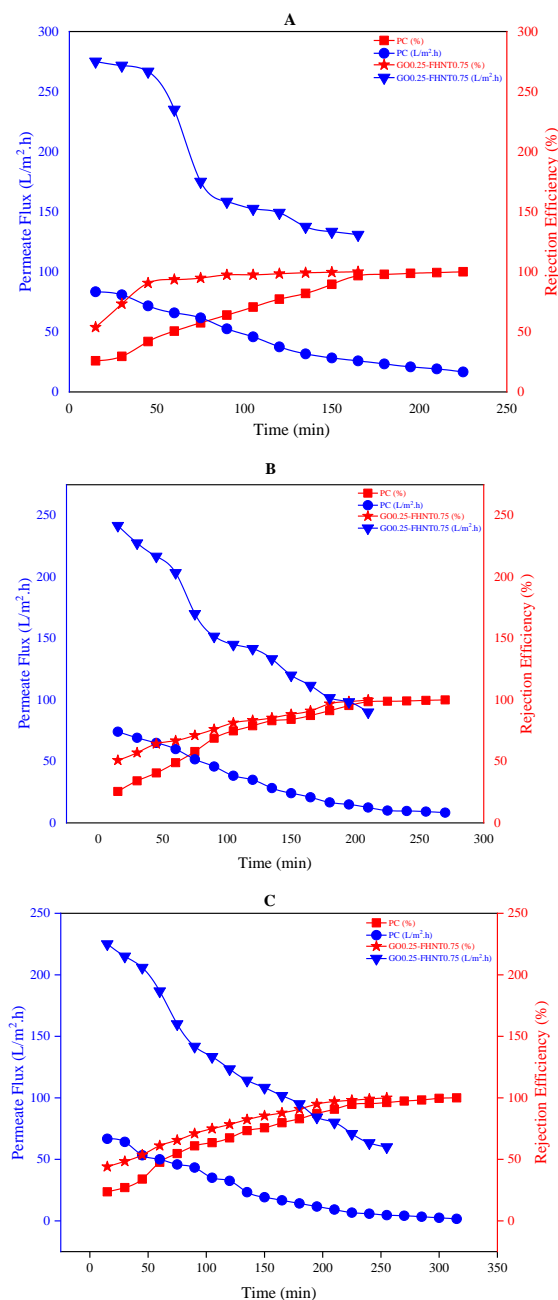 A
PC (%)
PC (L/m².h)
GO0.25-FHNT0.75 (%)
GO0.25-FHNT0.75 (L/m².h)
300
250
200
150
100
50
0
Permeate Flux (L/m².h)
300
250
200
150
100
50
0
Rejection Efficiency (%)
0 50 100 150 200 250
Time (min)
B
PC (%)
PC (L/m².h)
GO0.25-FHNT0.75 (%)
GO0.25-FHNT0.75 (L/m².h)
250
200
150
100
50
0
Permeate Flux (L/m².h)
250
200
150
100
50
0
Rejection Efficiency (%)
0 50 100 150 200 250 300
Time (min)
C
PC (%)
PC (L/m².h)
GO0.25-FHNT0.75 (%)
GO0.25-FHNT0.75 (L/m².h)
250
200
150
100
50
0
Permeate Flux (L/m².h)
250
200
150
100
50
0
Rejection Efficiency (%)
0 50 100 150 200 250 300 350
Time (min)